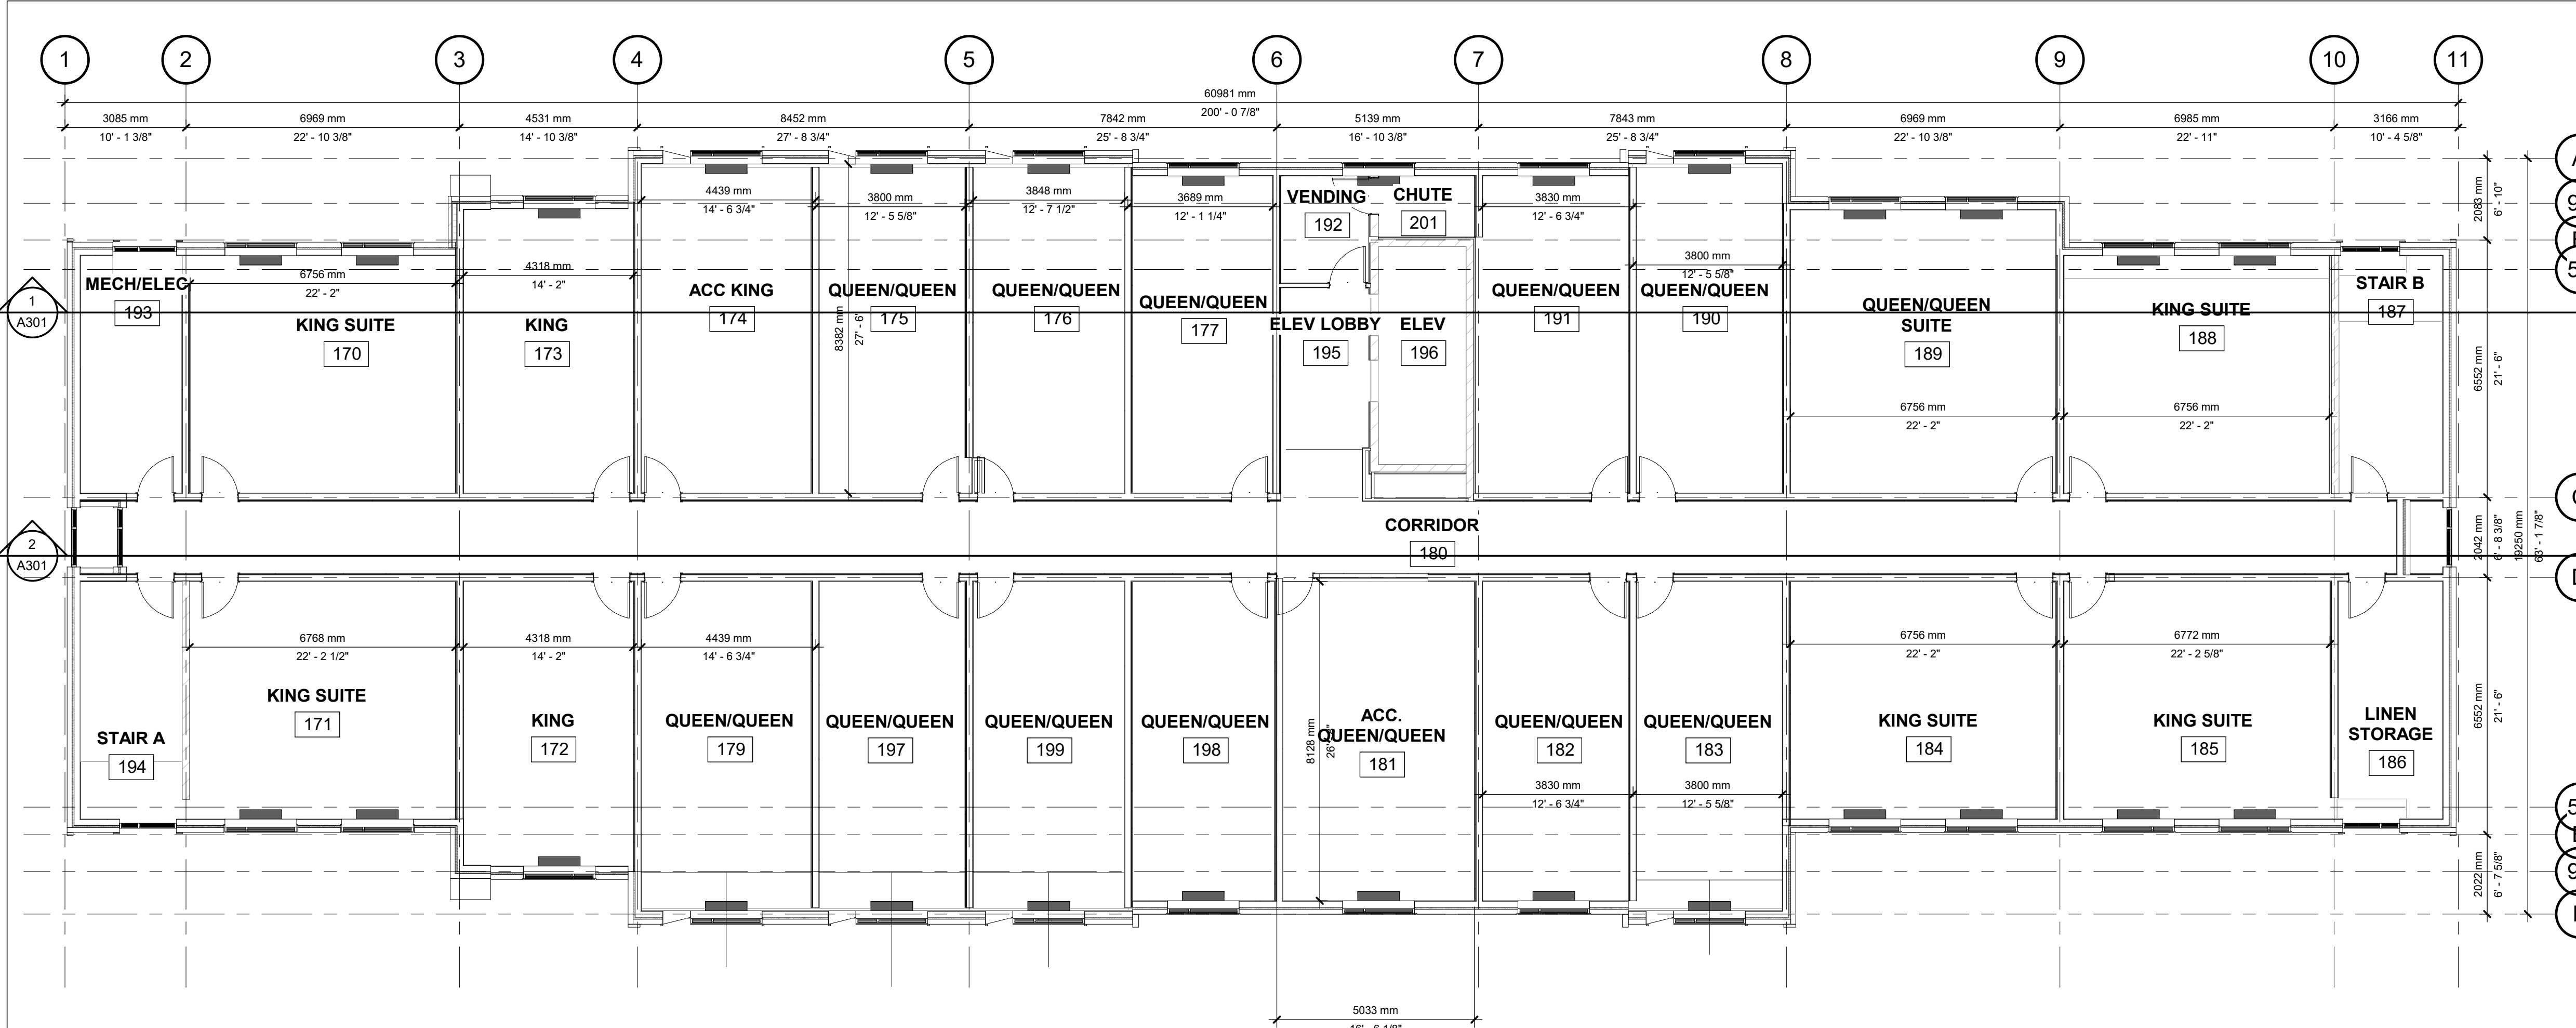 1 2 3 4 5 6 7 8 9 10 11
60981 mm
200' - 0 7/8"
3085 mm 6969 mm 4531 mm 8452 mm 7842 mm 5139 mm 7843 mm 6969 mm 6985 mm 3166 mm
10' - 1 3/8" 22' - 10 3/8" 14' - 10 3/8" 27' - 8 3/4" 25' - 8 3/4" 16' - 10 3/8" 25' - 8 3/4" 22' - 10 3/8" 22' - 11" 10' - 4 5/8"
4439 mm
14' - 6 3/4"
3800 mm
12' - 5 5/8"
3848 mm
12' - 7 1/2"
3689 mm
12' - 1 1/4"
VENDING
192
CHUTE
201
3830 mm
12' - 6 3/4"
3800 mm
12' - 5 5/8"
2083 mm
6' - 10"
MECH/ELEC
193
6756 mm
22' - 2"
KING SUITE
170
4318 mm
14' - 2"
KING
173
ACC KING
174
8382 mm
27' - 6"
QUEEN/QUEEN
175
QUEEN/QUEEN
176
QUEEN/QUEEN
177
ELEV LOBBY
195
ELEV
196
QUEEN/QUEEN
191
QUEEN/QUEEN
190
QUEEN/QUEEN
SUITE
189
6756 mm
22' - 2"
KING SUITE
188
6756 mm
22' - 2"
STAIR B
187
6552 mm
21' - 6"
1
A301
2
A301
CORRIDOR
180
2042 mm
6' - 8 3/8"
19250 mm
63' - 1 7/8"
STAIR A
194
6768 mm
22' - 2 1/2"
KING SUITE
171
4318 mm
14' - 2"
KING
172
4439 mm
14' - 6 3/4"
QUEEN/QUEEN
179
QUEEN/QUEEN
197
QUEEN/QUEEN
199
QUEEN/QUEEN
198
8128 mm
ACC.
QUEEN/QUEEN
181
QUEEN/QUEEN
182
3830 mm
12' - 6 3/4"
QUEEN/QUEEN
183
3800 mm
12' - 5 5/8"
6756 mm
22' - 2"
KING SUITE
184
6772 mm
22' - 2 5/8"
KING SUITE
185
LINEN
STORAGE
186
6552 mm
21' - 6"
2022 mm
6' - 7 5/8"
5033 mm
16' - 6 1/8"